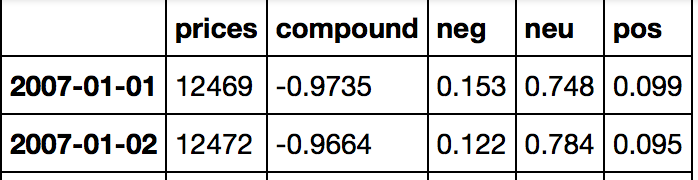 prices compound neg neu pos
2007-01-01 12469 -0.9735 0.153 0.748 0.099
2007-01-02 12472 -0.9664 0.122 0.784 0.095